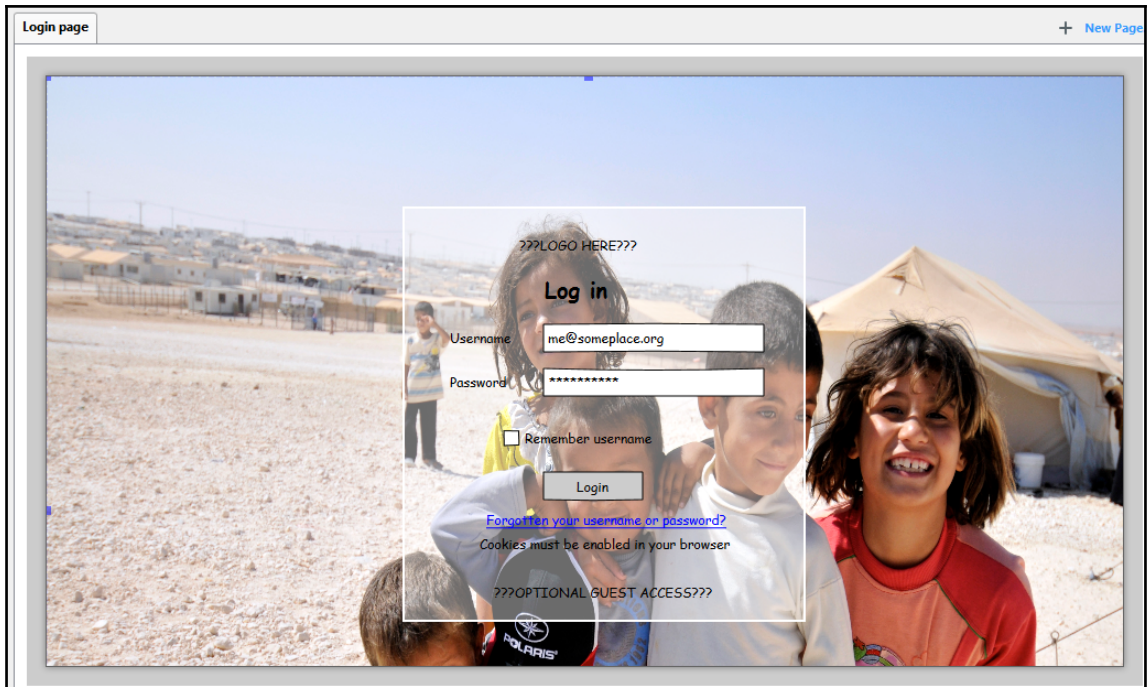 Login page
+ New Page
???LOGO HERE???
Log in
Username me@someplace.org
Password **********
Remember username
Login
Forgotten your username or password?
Cookies must be enabled in your browser
???OPTIONAL GUEST ACCESS???
POLARIS